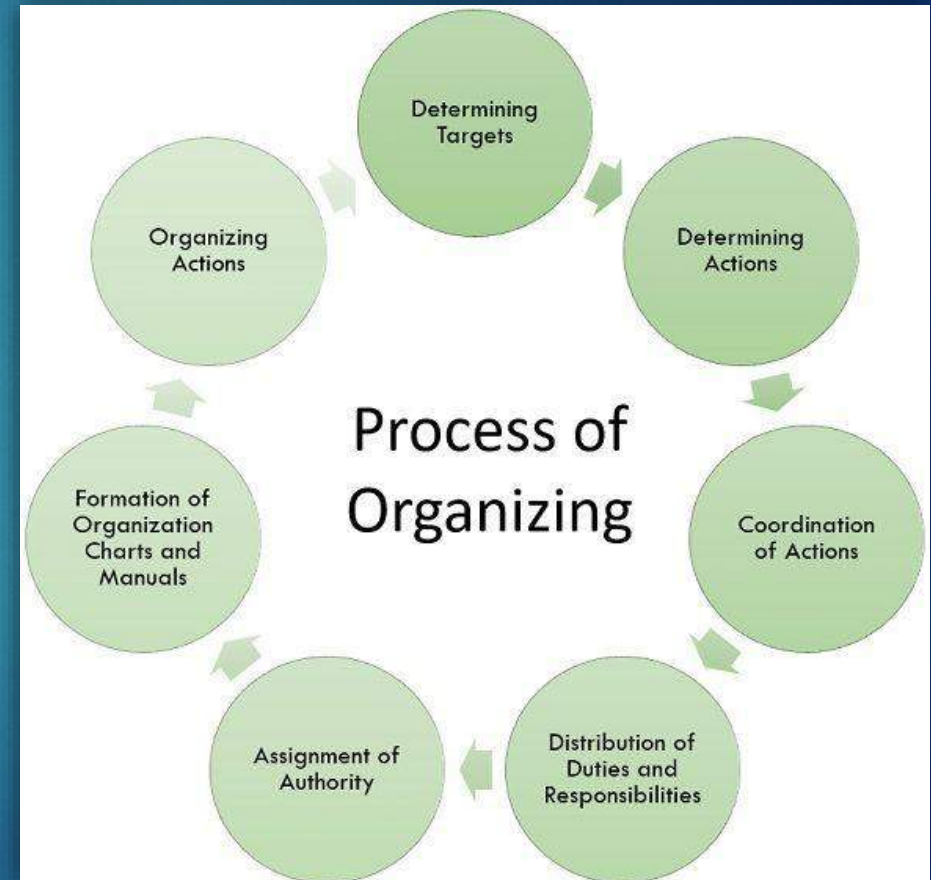 Determining
Targets
Determining
Actions
Coordination
of Actions
Distribution of
Duties and
Responsibilities
Assignment of
Authority
Formation of
Organization
Charts and
Manuals
Organizing
Actions
Process of
Organizing